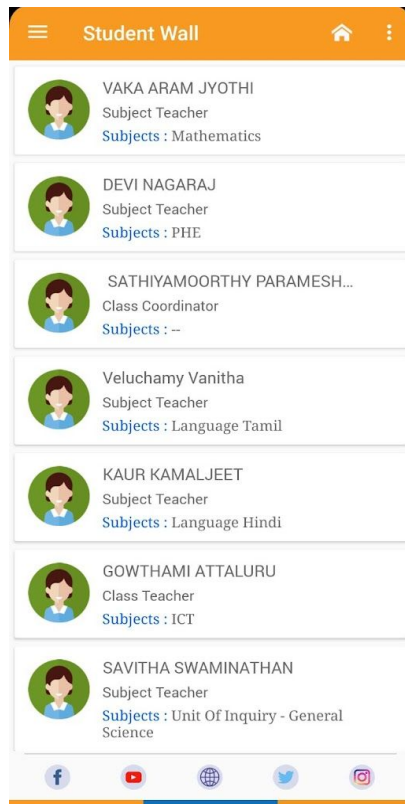 Student Wall
VAKA ARAM JYOTHI
Subject Teacher
Subjects : Mathematics
DEVI NAGARAJ
Subject Teacher
Subjects : PHE
SATHIYAMOORTHY PARAMESH...
Class Coordinator
Subjects : --
Veluchamy Vanitha
Subject Teacher
Subjects : Language Tamil
KAUR KAMALJEET
Subject Teacher
Subjects : Language Hindi
GOWTHAMI ATTALURU
Class Teacher
Subjects : ICT
SAVITHA SWAMINATHAN
Subject Teacher
Subjects : Unit Of Inquiry - General
Science